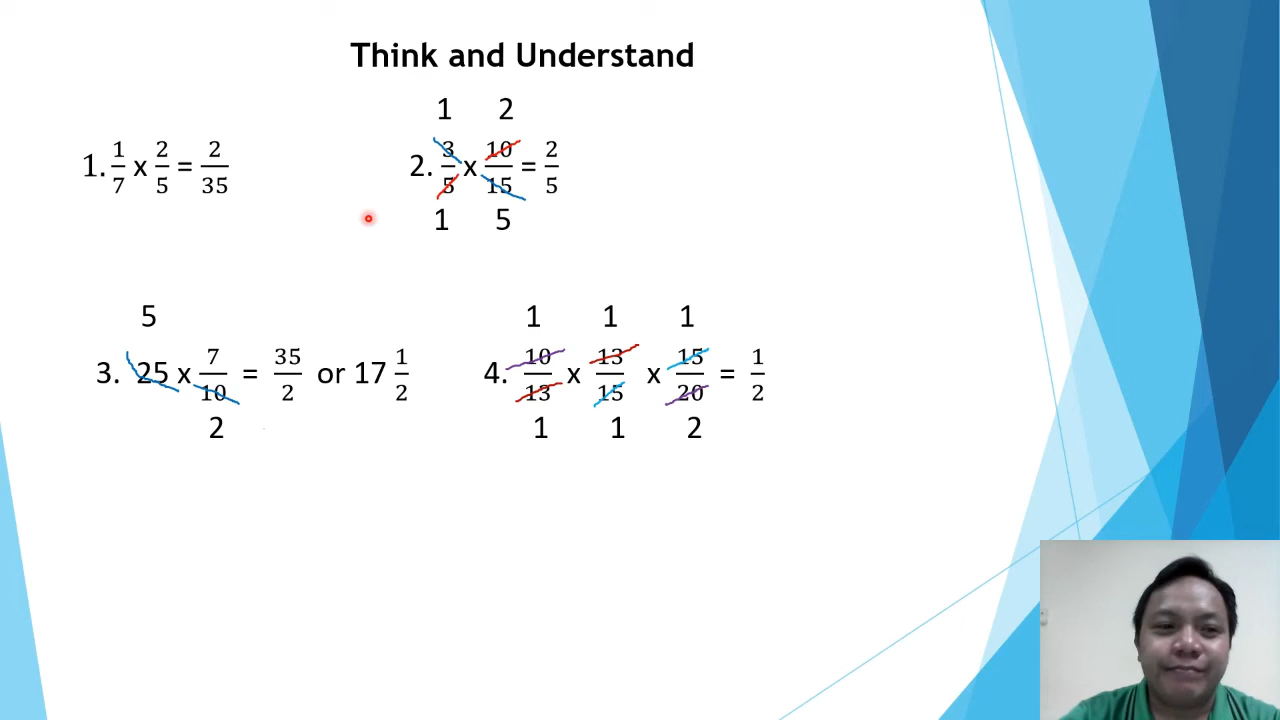 Think and Understand
1 2
1. 1/7 x 2/5 = 2/35
2. 3/5 x 10/15 = 2/5
1 5
5
3. 25 x 7/10 = 35/2 or 17 1/2
2
1 1 1
4. 10/13 x 13/15 x 15/20 = 1/2
1 1 2